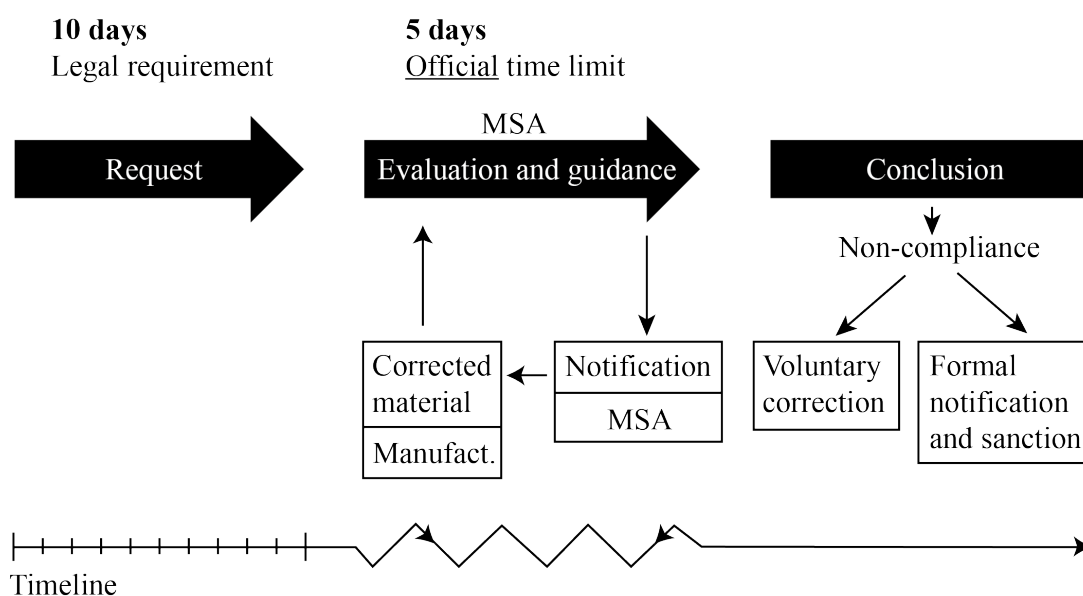 10 days
Legal requirement
5 days
Official time limit
Request
MSA
Evaluation and guidance
Conclusion
Non-compliance
Corrected
material
Manufact.
Notification
MSA
Voluntary
correction
Formal
notification
and sanction
Timeline